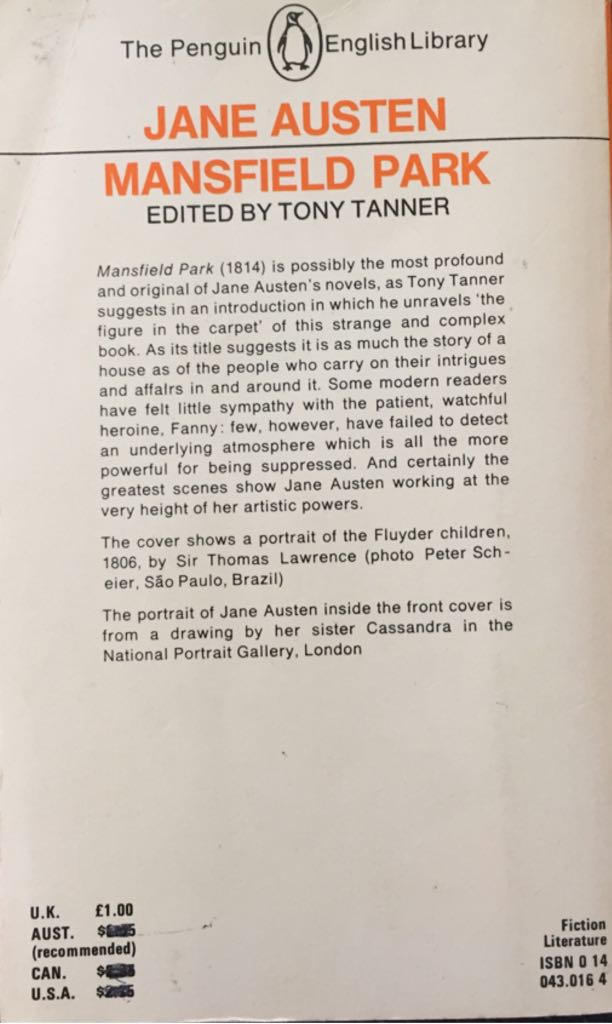 The Penguin English Library
JANE AUSTEN
MANSFIELD PARK
EDITED BY TONY TANNER
Mansfield Park (1814) is possibly the most profound
and original of Jane Austen's novels, as Tony Tanner
suggests in an introduction in which he unravels 'the
figure in the carpet' of this strange and complex
book. As its title suggests it is as much the story of a
house as of the people who carry on their intrigues
and affairs in and around it. Some modern readers
have felt little sympathy with the patient, watchful
heroine, Fanny: few, however, have failed to detect
an underlying atmosphere which is all the more
powerful for being suppressed. And certainly the
greatest scenes show Jane Austen working at the
very height of her artistic powers.
The cover shows a portrait of the Fluyder children,
1806, by Sir Thomas Lawrence (photo Peter Sch-
eier, São Paulo, Brazil)
The portrait of Jane Austen inside the front cover is
from a drawing by her sister Cassandra in the
National Portrait Gallery, London
U.K. £1.00
AUST.
(recommended)
CAN.
U.S.A.
Fiction
Literature
ISBN 0 14
043.016 4